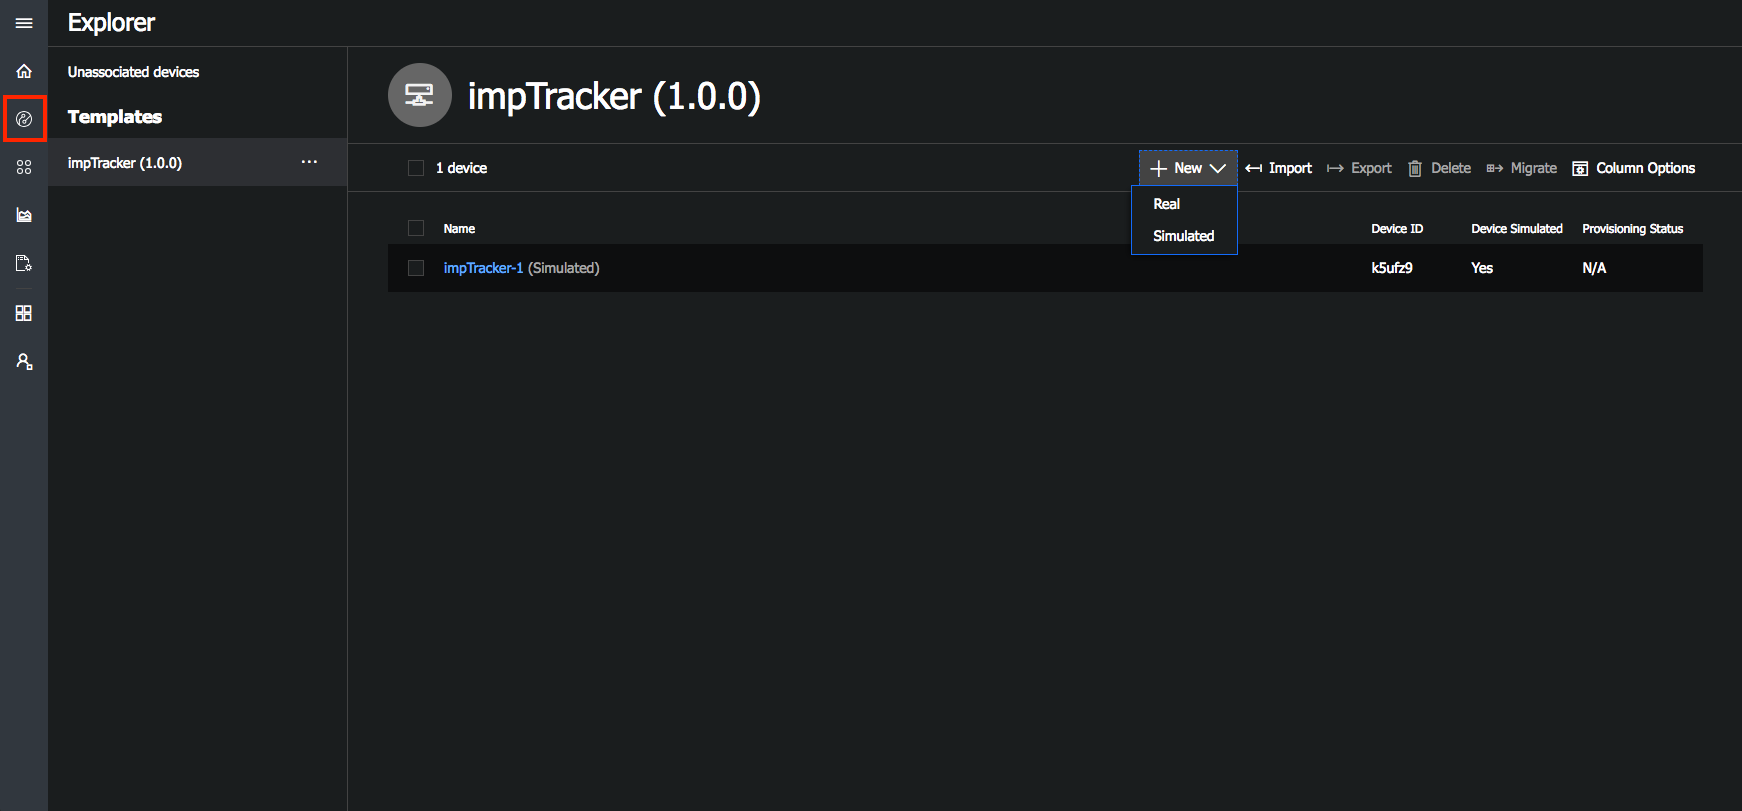 Explorer
Unassociated devices
Templates
impTracker (1.0.0)
impTracker (1.0.0)
1 device
New
Import
Export
Delete
Migrate
Column Options
Real
Simulated
Name
Device ID
Device Simulated
Provisioning Status
impTracker-1 (Simulated)
k5ufz9
Yes
N/A